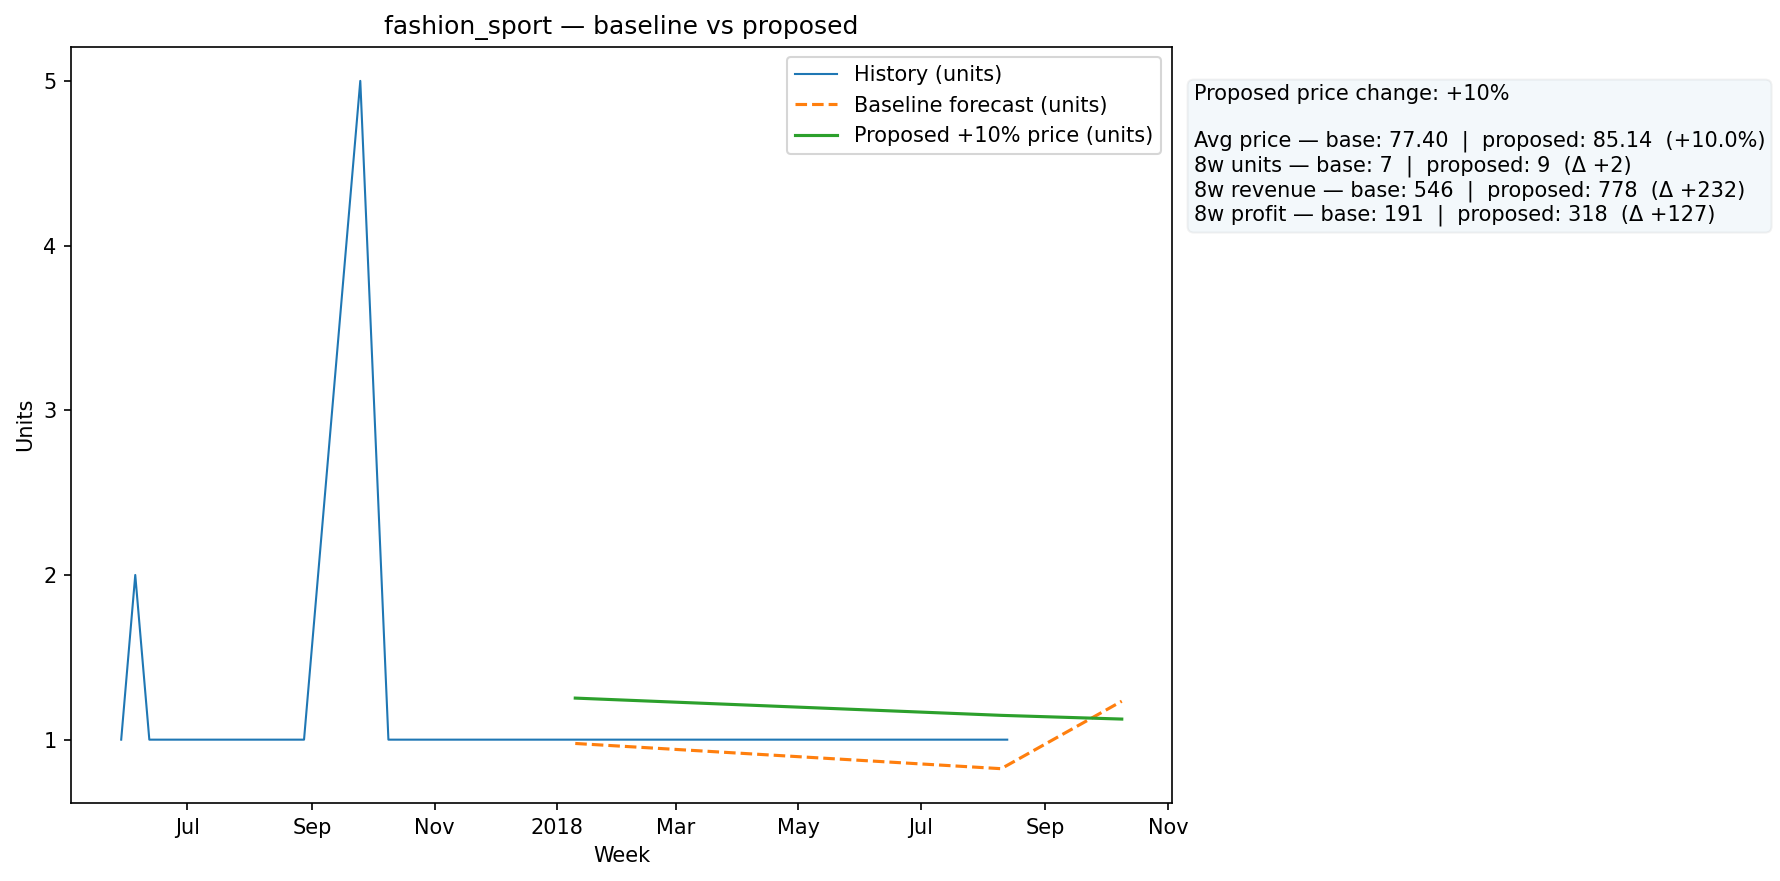 fashion_sport — baseline vs proposed
History (units)
Baseline forecast (units)
Proposed +10% price (units)
Proposed price change: +10%
Avg price — base: 77.40 | proposed: 85.14 (+10.0%)
8w units — base: 7 | proposed: 9 (Δ +2)
8w revenue — base: 546 | proposed: 778 (Δ +232)
8w profit — base: 191 | proposed: 318 (Δ +127)
Units
5
4
3
2
1
Jul Sep Nov 2018 Mar May Jul Sep Nov
Week